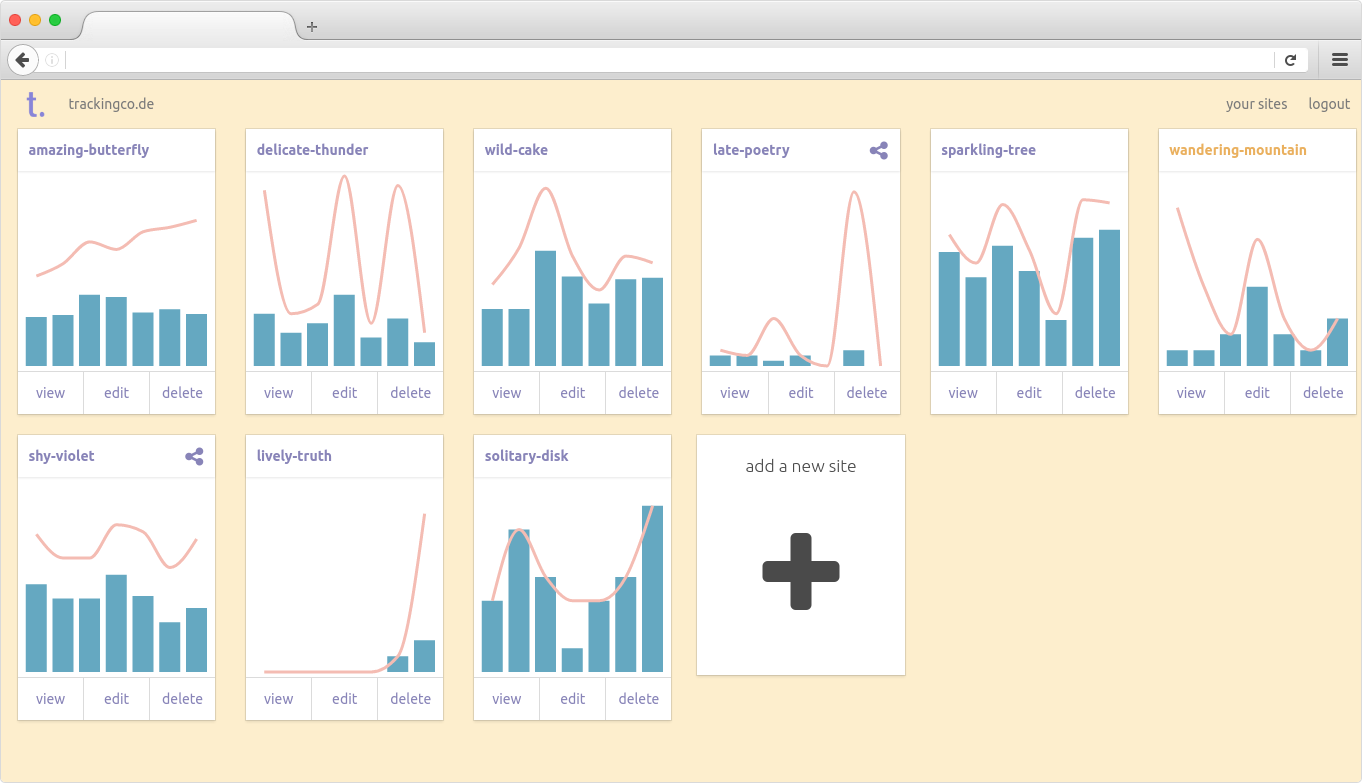 t. trackingco.de your sites logout
amazing-butterfly delicate-thunder wild-cake late-poetry sparkling-tree wandering-mountain
view edit delete view edit delete view edit delete view edit delete view edit delete view edit delete
shy-violet lively-truth solitary-disk add a new site
view edit delete view edit delete view edit delete